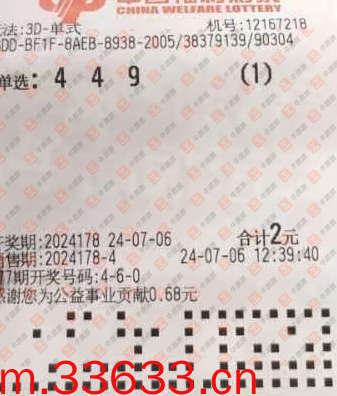 CHINA WELFARE LOTTERY
法:3D-单式 机号:12167218
DD-BF1F-8AEB-8938-2005/38379139/90304
单选: 4 4 9 (1)
开奖期:2024178 24-07-06 合计2元
销售期:2024178-4 24-07-06 12:39:40
77期开奖号码:4-6-0
感谢您为公益事业贡献0.68元
m.33633.cn